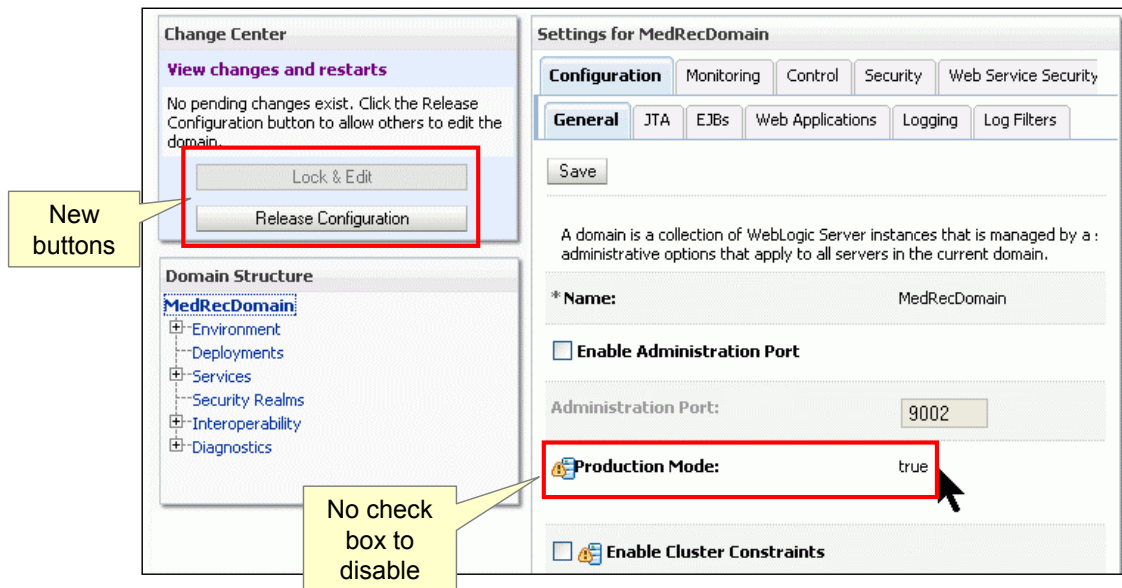 Change Center
View changes and restarts
No pending changes exist. Click the Release
Configuration button to allow others to edit the
domain.
Lock & Edit
Release Configuration
New
buttons
Domain Structure
MedRecDomain
Environment
Deployments
Services
Security Realms
Interoperability
Diagnostics
No check
box to
disable
Settings for MedRecDomain
Configuration Monitoring Control Security Web Service Security
General JTA EJBs Web Applications Logging Log Filters
Save
A domain is a collection of WebLogic Server instances that is managed by a
administrative options that apply to all servers in the current domain.
* Name: MedRecDomain
Enable Administration Port
Administration Port: 9002
Production Mode: true
Enable Cluster Constraints